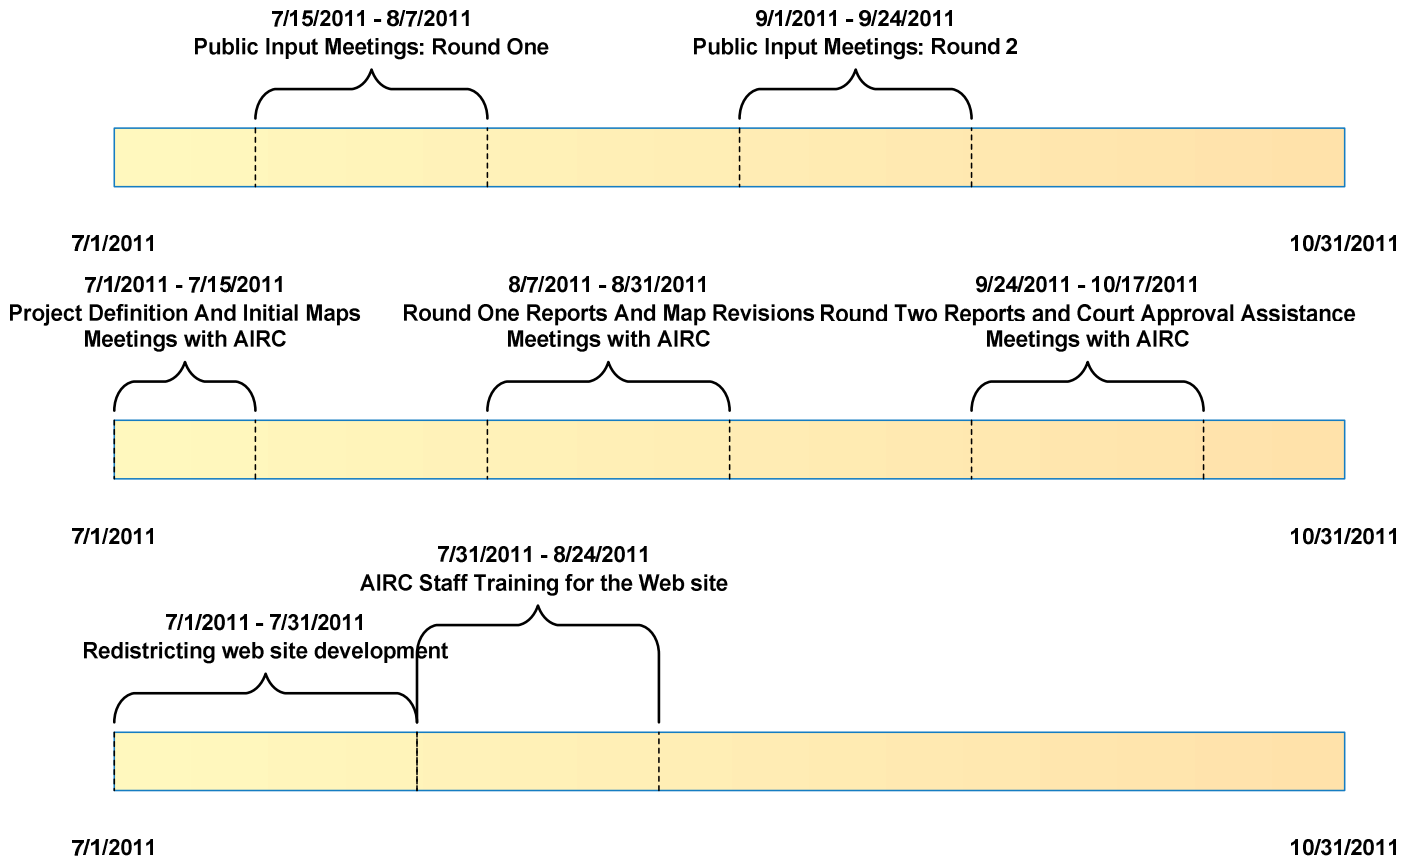 7/15/2011 - 8/7/2011
Public Input Meetings: Round One
9/1/2011 - 9/24/2011
Public Input Meetings: Round 2
7/1/2011
10/31/2011
7/1/2011 - 7/15/2011
Project Definition And Initial Maps
Meetings with AIRC
8/7/2011 - 8/31/2011
Round One Reports And Map Revisions
Meetings with AIRC
9/24/2011 - 10/17/2011
Round Two Reports and Court Approval Assistance
Meetings with AIRC
7/1/2011
10/31/2011
7/31/2011 - 8/24/2011
AIRC Staff Training for the Web site
7/1/2011 - 7/31/2011
Redistricting web site development
7/1/2011
10/31/2011